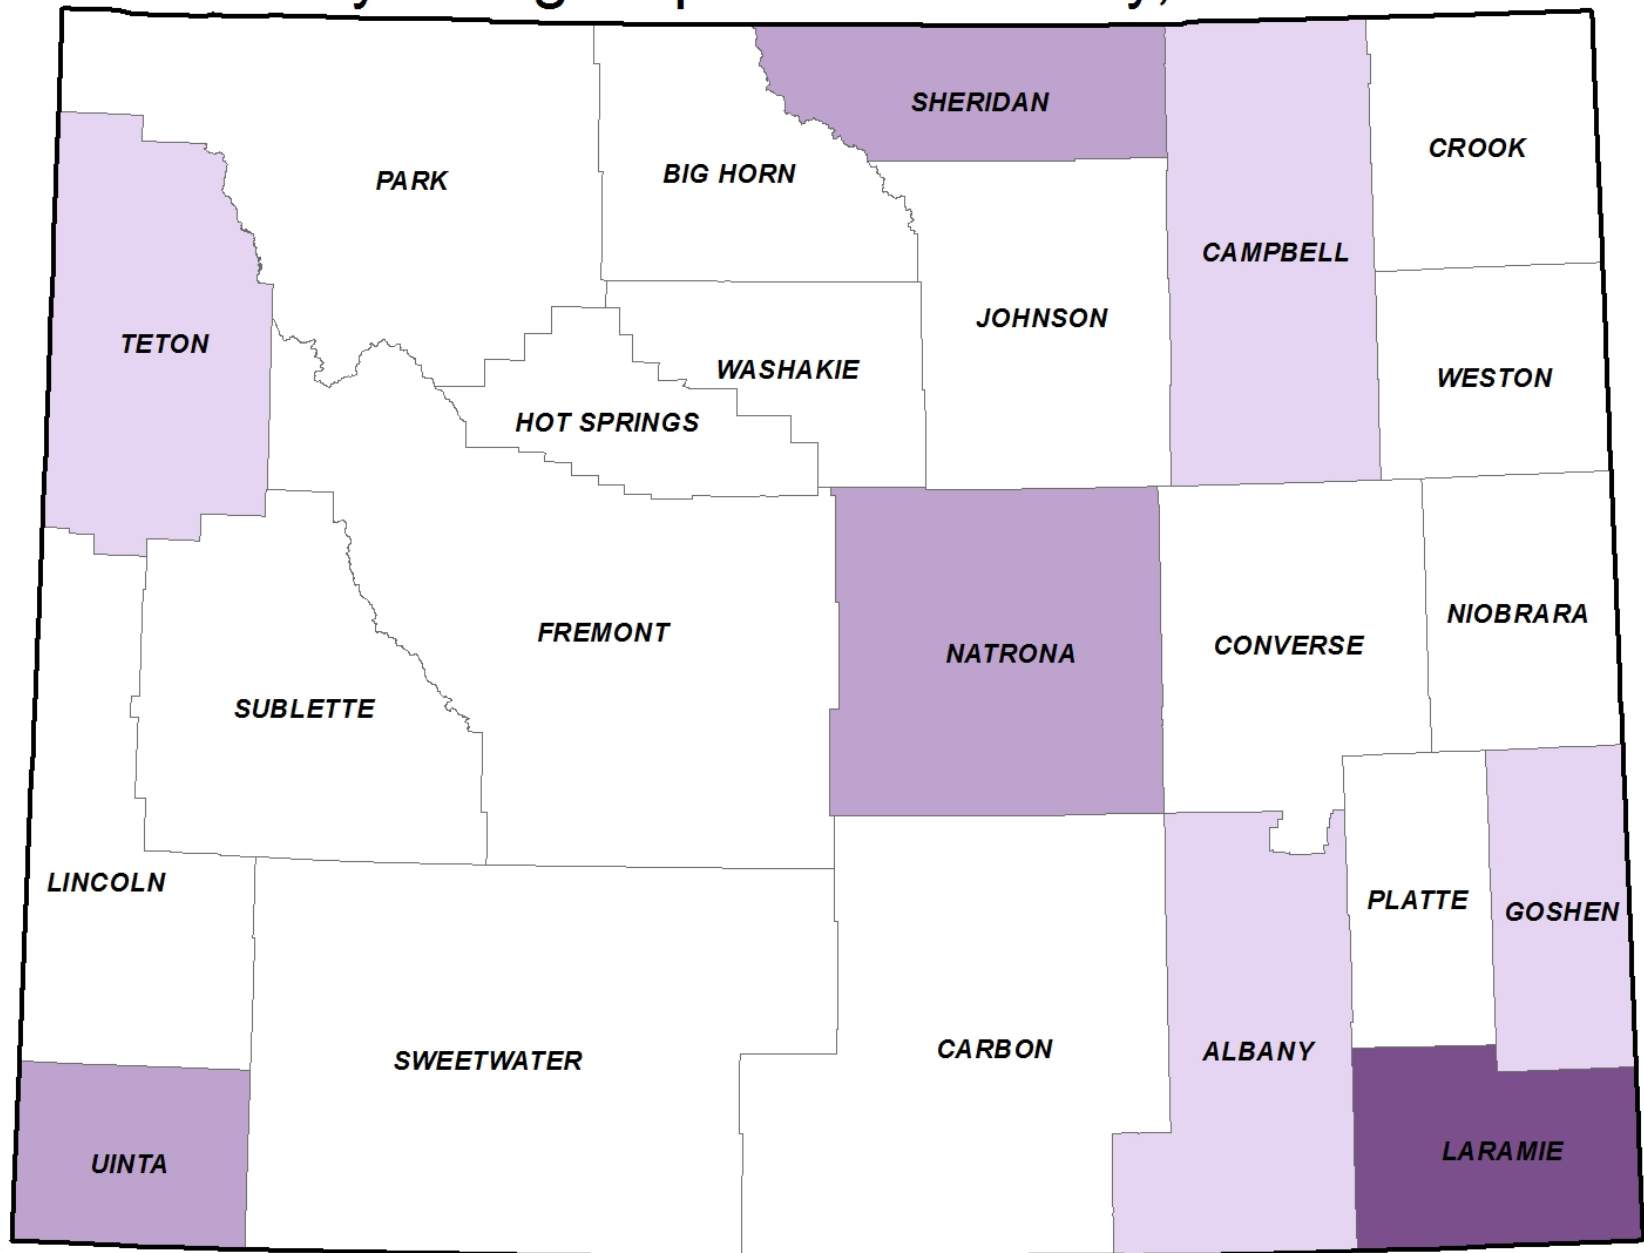 SHERIDAN
CROOK
BIG HORN
PARK
CAMPBELL
JOHNSON
TETON
WASHAKIE
WESTON
HOT SPRINGS
NIOBRARA
FREMONT
CONVERSE
NATRONA
SUBLETTE
LINCOLN
PLATTE
GOSHEN
CARBON
ALBANY
SWEETWATER
LARAMIE
UINTA